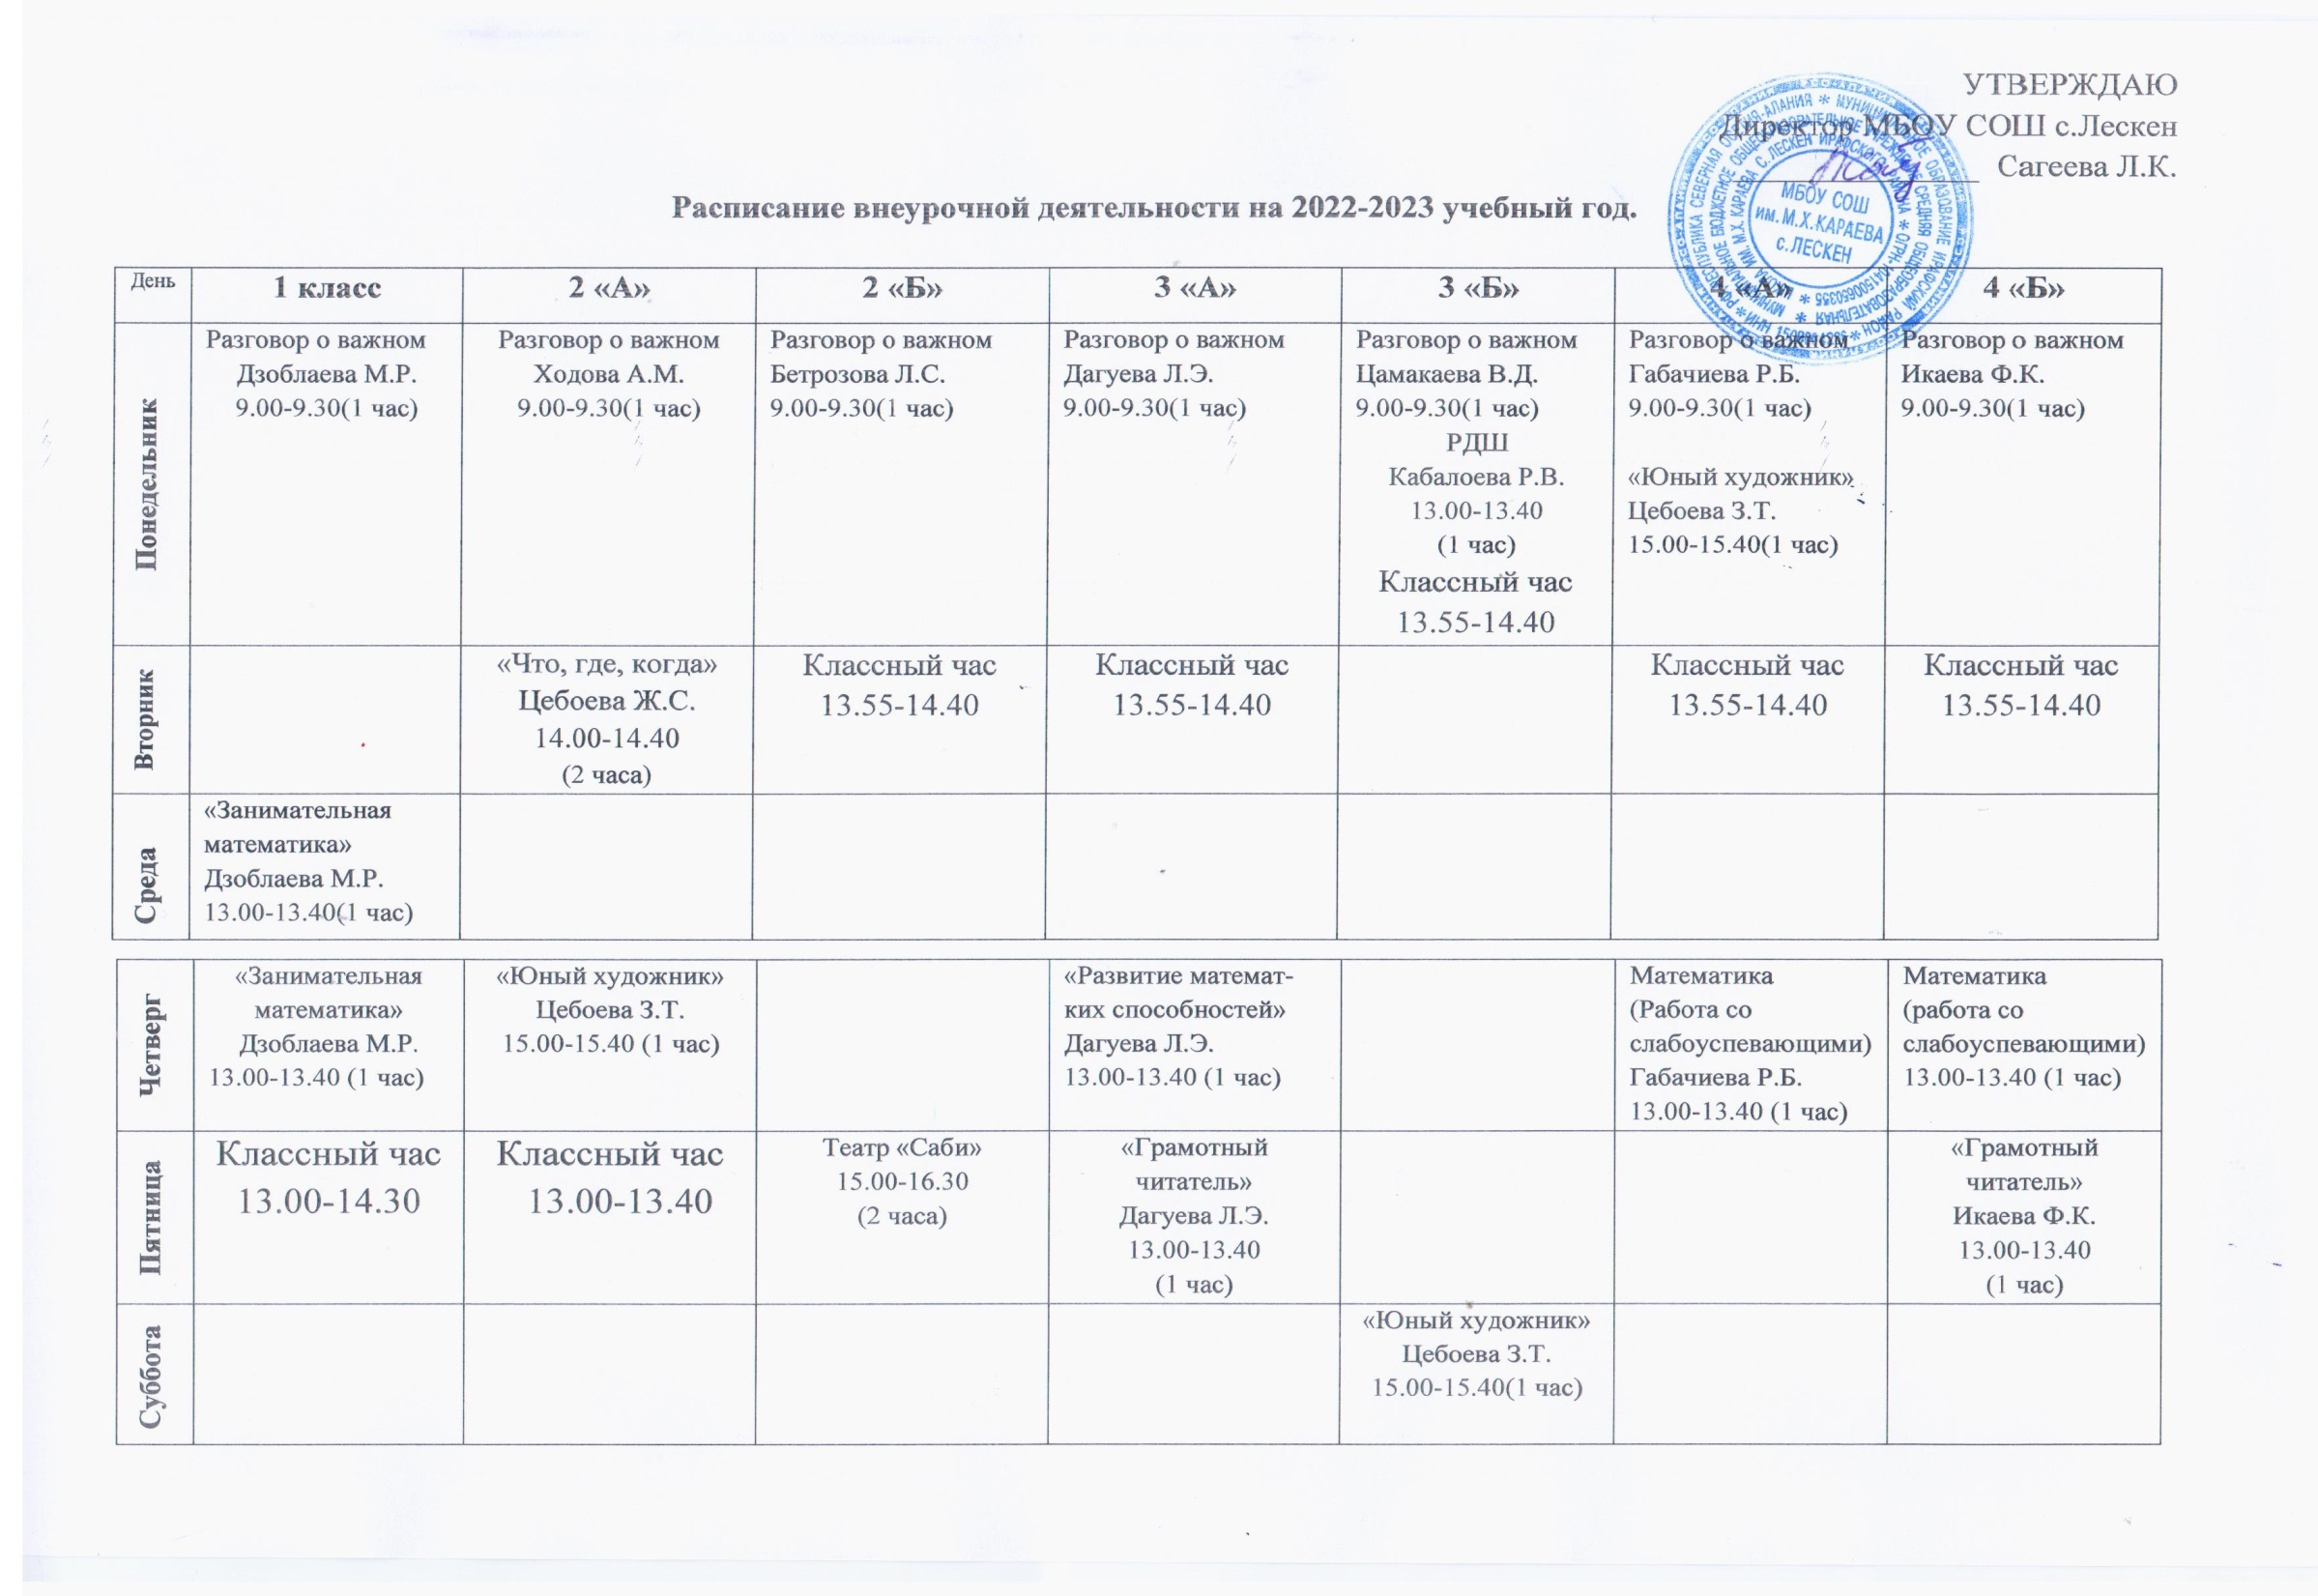 УТВЕРЖДАЮ
Директор МБОУ СОШ с.Лескен
Сагеева Л.К.
МБОУ СОШ
им.М.Х.КАРАЕВА
с.ЛЕСКЕН
Расписание внеурочной деятельности на 2022-2023 учебный год.
День
1 класс
2 «А»
2 «Б»
3 «А»
3 «Б»
4 «А»
4 «Б»
Понедельник
Разговор о важном
Дзоблаева М.Р.
9.00-9.30(1 час)
Разговор о важном
Ходова А.М.
9.00-9.30(1 час)
Разговор о важном
Бетрозова Л.С.
9.00-9.30(1 час)
Разговор о важном
Дагуева Л.Э.
9.00-9.30(1 час)
Разговор о важном
Цамакаева В.Д.
9.00-9.30(1 час)
РДШ
Кабалоева Р.В.
13.00-13.40
(1 час)
Классный час
13.55-14.40
Разговор о важном
Габачиева Р.Б.
9.00-9.30(1 час)
«Юный художник»
Цебоева З.Т.
15.00-15.40(1 час)
Разговор о важном
Икаева Ф.К.
9.00-9.30(1 час)
Вторник
«Что, где, когда»
Цебоева Ж.С.
14.00-14.40
(2 часа)
Классный час
13.55-14.40
Классный час
13.55-14.40
Классный час
13.55-14.40
Классный час
13.55-14.40
Среда
«Занимательная
математика»
Дзоблаева М.Р.
13.00-13.40(1 час)
Четверг
«Занимательная
математика»
Дзоблаева М.Р.
13.00-13.40 (1 час)
«Юный художник»
Цебоева З.Т.
15.00-15.40 (1 час)
«Развитие математ-
ких способностей»
Дагуева Л.Э.
13.00-13.40 (1 час)
Математика
(Работа со
слабоуспевающими)
Габачиева Р.Б.
13.00-13.40 (1 час)
Математика
(работа со
слабоуспевающими)
13.00-13.40 (1 час)
Пятница
Классный час
13.00-14.30
Классный час
13.00-13.40
Театр «Саби»
15.00-16.30
(2 часа)
«Грамотный
читатель»
Дагуева Л.Э.
13.00-13.40
(1 час)
«Грамотный
читатель»
Икаева Ф.К.
13.00-13.40
(1 час)
Суббота
«Юный художник»
Цебоева З.Т.
15.00-15.40(1 час)